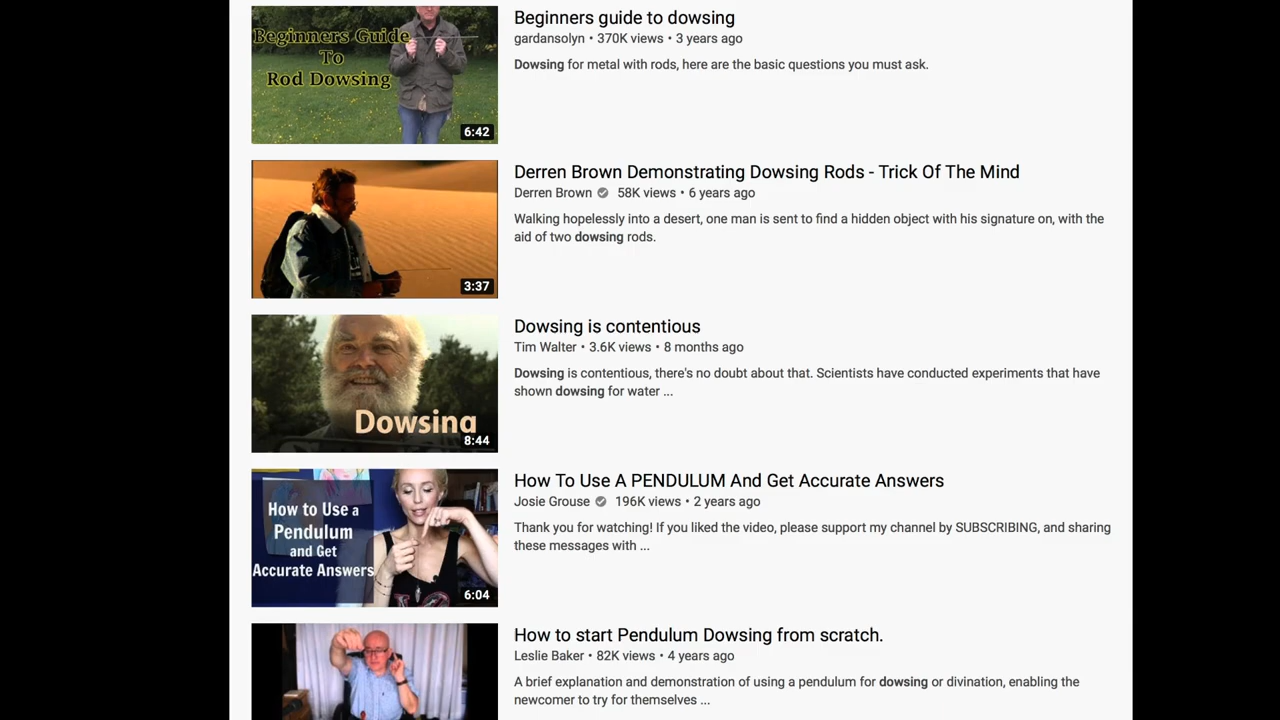 Beginners Guide
To
Rod Dowsing
6:42
Beginners guide to dowsing
gardansolyn • 370K views • 3 years ago
Dowsing for metal with rods, here are the basic questions you must ask.
3:37
Derren Brown Demonstrating Dowsing Rods - Trick Of The Mind
Derren Brown 58K views • 6 years ago
Walking hopelessly into a desert, one man is sent to find a hidden object with his signature on, with the
aid of two dowsing rods.
Dowsing
8:44
Dowsing is contentious
Tim Walter • 3.6K views • 8 months ago
Dowsing is contentious, there's no doubt about that. Scientists have conducted experiments that have
shown dowsing for water ...
How to Use a
Pendulum
and Get
Accurate Answers
6:04
How To Use A PENDULUM And Get Accurate Answers
Josie Grouse 196K views • 2 years ago
Thank you for watching! If you liked the video, please support my channel by SUBSCRIBING, and sharing
these messages with ...
How to start Pendulum Dowsing from scratch.
Leslie Baker • 82K views • 4 years ago
A brief explanation and demonstration of using a pendulum for dowsing or divination, enabling the
newcomer to try for themselves ...